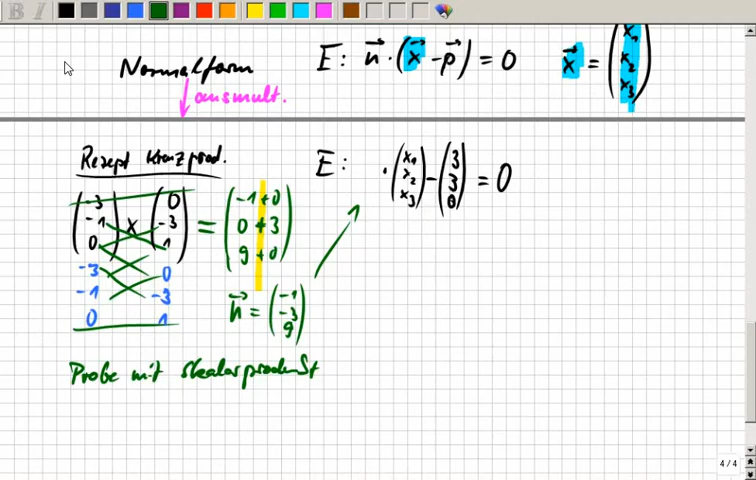 B I
Normalform E: n⃗ · (x⃗ − p⃗) = 0 x⃗ = (x₁ x₂ x₃)
ausmult.
Rezept Kreuzprod. E: · (x₁ x₂ x₃) − (3 3 0) = 0
(−3 −1 0) x (0 −3 1) = (−1+0 0+3 9+0)
−3 0
−1 −3
0 1
n⃗ = (−1 −3 9)
Probe mit Skalarprodukt
4 / 4